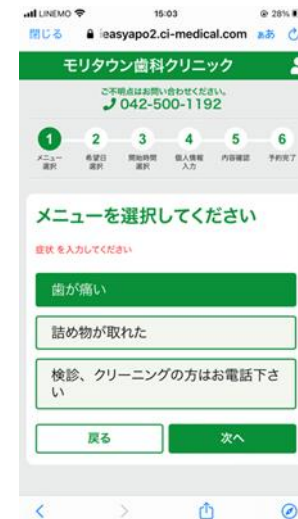 LINEMO 15:03 28%
閉じる easyapo2.ci-medical.com ああ
モリタウン歯科クリニック
ご不明点はお問い合わせください。
042-500-1192
1 2 3 4 5 6
メニュー選択 希望日選択 開始時間選択 個人情報入力 内容確認 予約完了
メニューを選択してください
症状 を入力してください
歯が痛い
詰め物が取れた
検診、クリーニングの方はお電話下さ
い
戻る 次へ